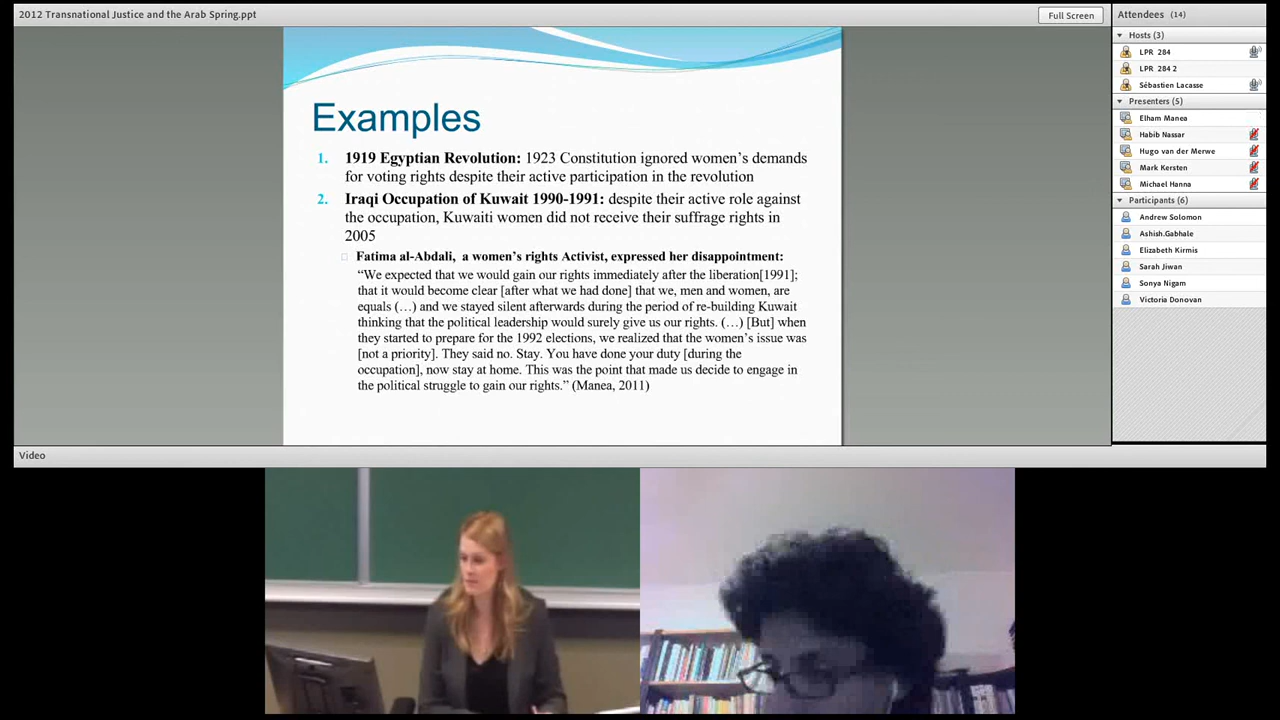 2012 Transnational Justice and the Arab Spring.ppt
Full Screen
Examples
1. 1919 Egyptian Revolution: 1923 Constitution ignored women's demands
for voting rights despite their active participation in the revolution
2. Iraqi Occupation of Kuwait 1990-1991: despite their active role against
the occupation, Kuwaiti women did not receive their suffrage rights in
2005
Fatima al-Abdali, a women's rights Activist, expressed her disappointment:
“We expected that we would gain our rights immediately after the liberation[1991];
that it would become clear [after what we had done] that we, men and women, are
equals (…) and we stayed silent afterwards during the period of re-building Kuwait
thinking that the political leadership would surely give us our rights. (…) [But] when
they started to prepare for the 1992 elections, we realized that the women's issue was
[not a priority]. They said no. Stay. You have done your duty [during the
occupation], now stay at home. This was the point that made us decide to engage in
the political struggle to gain our rights.” (Manea, 2011)
Attendees (14)
Hosts (3)
LPR 284
LPR 284 2
Sébastien Lacasse
Presenters (5)
Elham Manea
Habib Nassar
Hugo van der Merwe
Mark Kersten
Michael Hanna
Participants (6)
Andrew Solomon
Ashish.Gabhale
Elizabeth Kirmis
Sarah Jiwan
Sonya Nigam
Victoria Donovan
Video